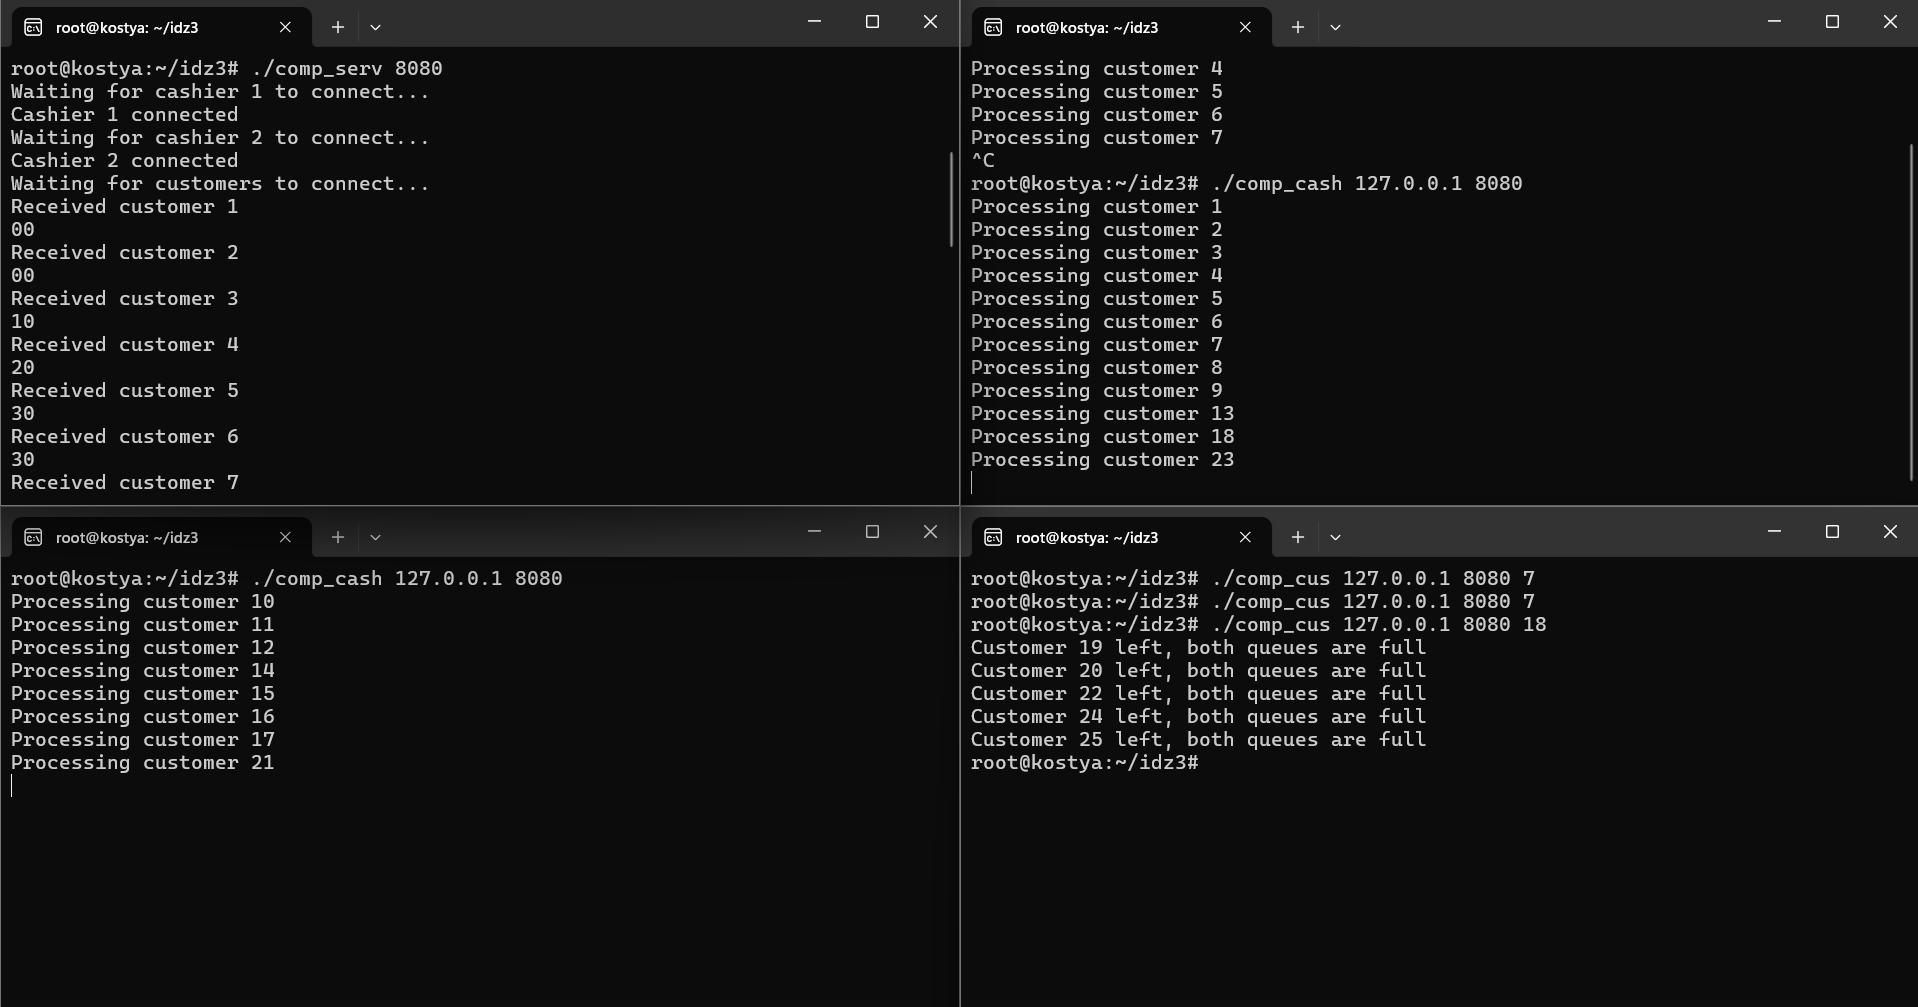 root@kostya: ~/idz3
root@kostya:~/idz3# ./comp_serv 8080
Waiting for cashier 1 to connect...
Cashier 1 connected
Waiting for cashier 2 to connect...
Cashier 2 connected
Waiting for customers to connect...
Received customer 1
00
Received customer 2
00
Received customer 3
10
Received customer 4
20
Received customer 5
30
Received customer 6
30
Received customer 7
root@kostya: ~/idz3
Processing customer 4
Processing customer 5
Processing customer 6
Processing customer 7
^C
root@kostya:~/idz3# ./comp_cash 127.0.0.1 8080
Processing customer 1
Processing customer 2
Processing customer 3
Processing customer 4
Processing customer 5
Processing customer 6
Processing customer 7
Processing customer 8
Processing customer 9
Processing customer 13
Processing customer 18
Processing customer 23
root@kostya: ~/idz3
root@kostya:~/idz3# ./comp_cash 127.0.0.1 8080
Processing customer 10
Processing customer 11
Processing customer 12
Processing customer 14
Processing customer 15
Processing customer 16
Processing customer 17
Processing customer 21
root@kostya: ~/idz3
root@kostya:~/idz3# ./comp_cus 127.0.0.1 8080 7
root@kostya:~/idz3# ./comp_cus 127.0.0.1 8080 7
root@kostya:~/idz3# ./comp_cus 127.0.0.1 8080 18
Customer 19 left, both queues are full
Customer 20 left, both queues are full
Customer 22 left, both queues are full
Customer 24 left, both queues are full
Customer 25 left, both queues are full
root@kostya:~/idz3#